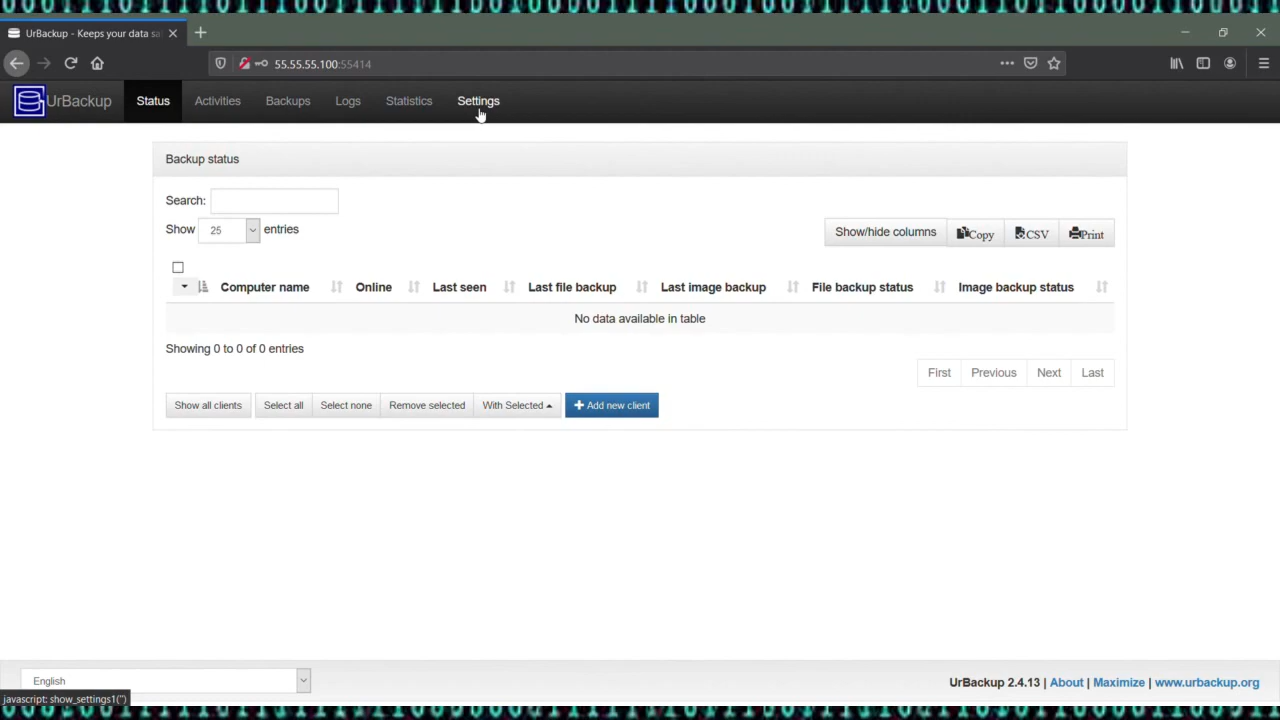 UrBackup - Keeps your data sa
55.55.55.100:55414
UrBackup Status Activities Backups Logs Statistics Settings
Backup status
Search:
Show 25 entries
Show/hide columns Copy CSV Print
Computer name Online Last seen Last file backup Last image backup File backup status Image backup status
No data available in table
Showing 0 to 0 of 0 entries
First Previous Next Last
Show all clients Select all Select none Remove selected With Selected Add new client
English
UrBackup 2.4.13 | About | Maximize | www.urbackup.org
javascript: show_settings1('')